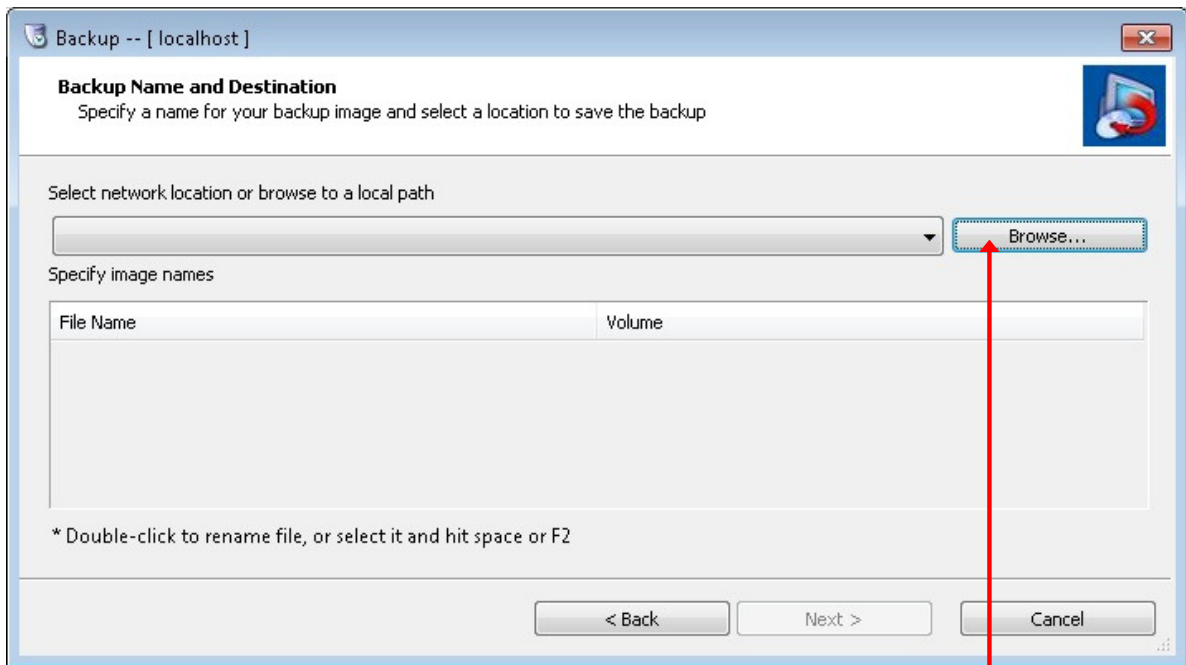 Backup -- [ localhost ]
Backup Name and Destination
Specify a name for your backup image and select a location to save the backup
Select network location or browse to a local path
Browse...
Specify image names
File Name Volume
* Double-click to rename file, or select it and hit space or F2
< Back Next > Cancel